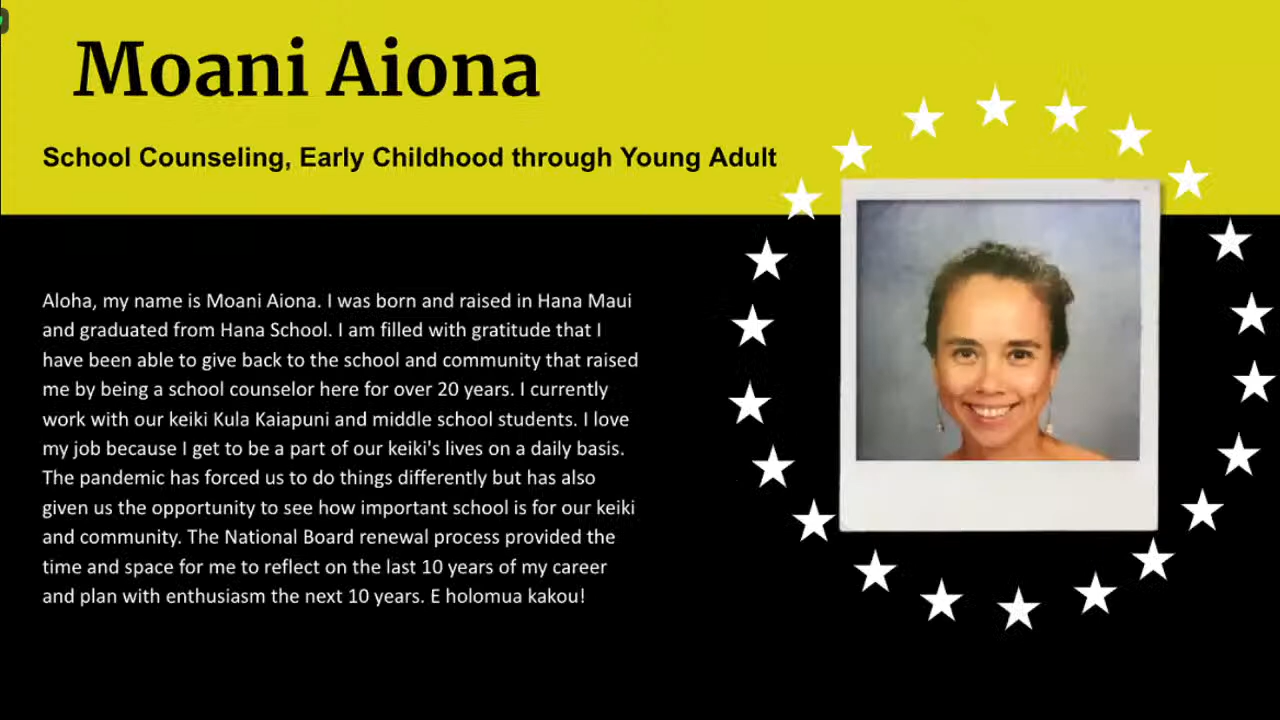 Moani Aiona
School Counseling, Early Childhood through Young Adult
Aloha, my name is Moani Aiona. I was born and raised in Hana Maui
and graduated from Hana School. I am filled with gratitude that I
have been able to give back to the school and community that raised
me by being a school counselor here for over 20 years. I currently
work with our keiki Kula Kaiapuni and middle school students. I love
my job because I get to be a part of our keiki's lives on a daily basis.
The pandemic has forced us to do things differently but has also
given us the opportunity to see how important school is for our keiki
and community. The National Board renewal process provided the
time and space for me to reflect on the last 10 years of my career
and plan with enthusiasm the next 10 years. E holomua kakou!